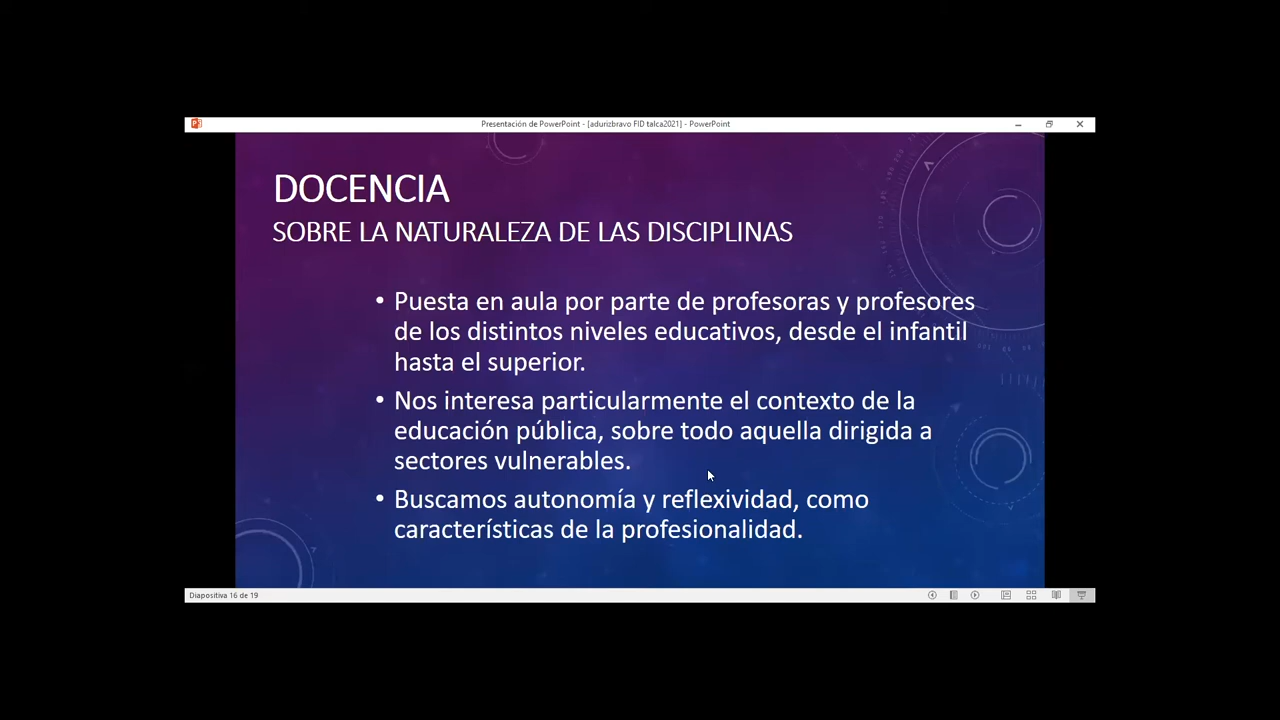 Presentación de PowerPoint - [adurizbravo FID talca2021] - PowerPoint
DOCENCIA
SOBRE LA NATURALEZA DE LAS DISCIPLINAS
• Puesta en aula por parte de profesoras y profesores
de los distintos niveles educativos, desde el infantil
hasta el superior.
• Nos interesa particularmente el contexto de la
educación pública, sobre todo aquella dirigida a
sectores vulnerables.
• Buscamos autonomía y reflexividad, como
características de la profesionalidad.
Diapositiva 16 de 19